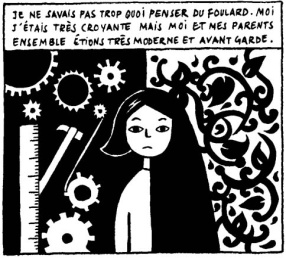 JE NE SAVAIS PAS TROP QUOI PENSER DU FOULARD. MOI
J'ÉTAIS TRÈS CROYANTE MAIS MOI ET MES PARENTS
ENSEMBLE ÉTIONS TRÈS MODERNE ET AVANT GARDE.